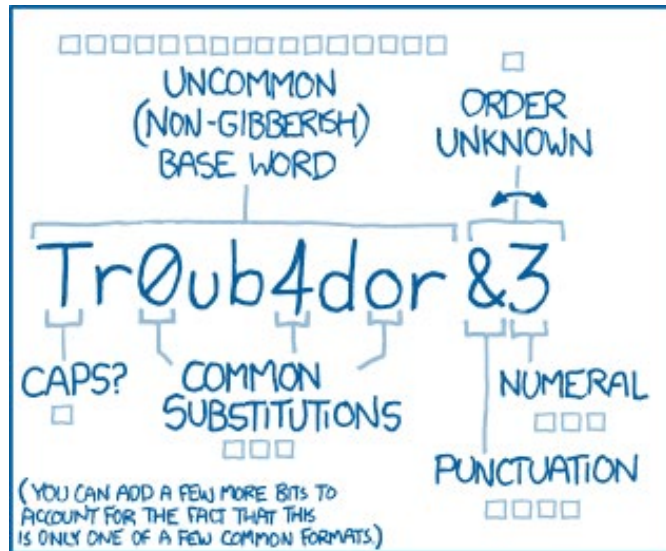 UNCOMMON
(NON-GIBBERISH)
BASE WORD
ORDER
UNKNOWN
Tr0ub4dor &3
CAPS?
COMMON
SUBSTITUTIONS
NUMERAL
PUNCTUATION
(YOU CAN ADD A FEW MORE BITS TO
ACCOUNT FOR THE FACT THAT THIS
IS ONLY ONE OF A FEW COMMON FORMATS.)